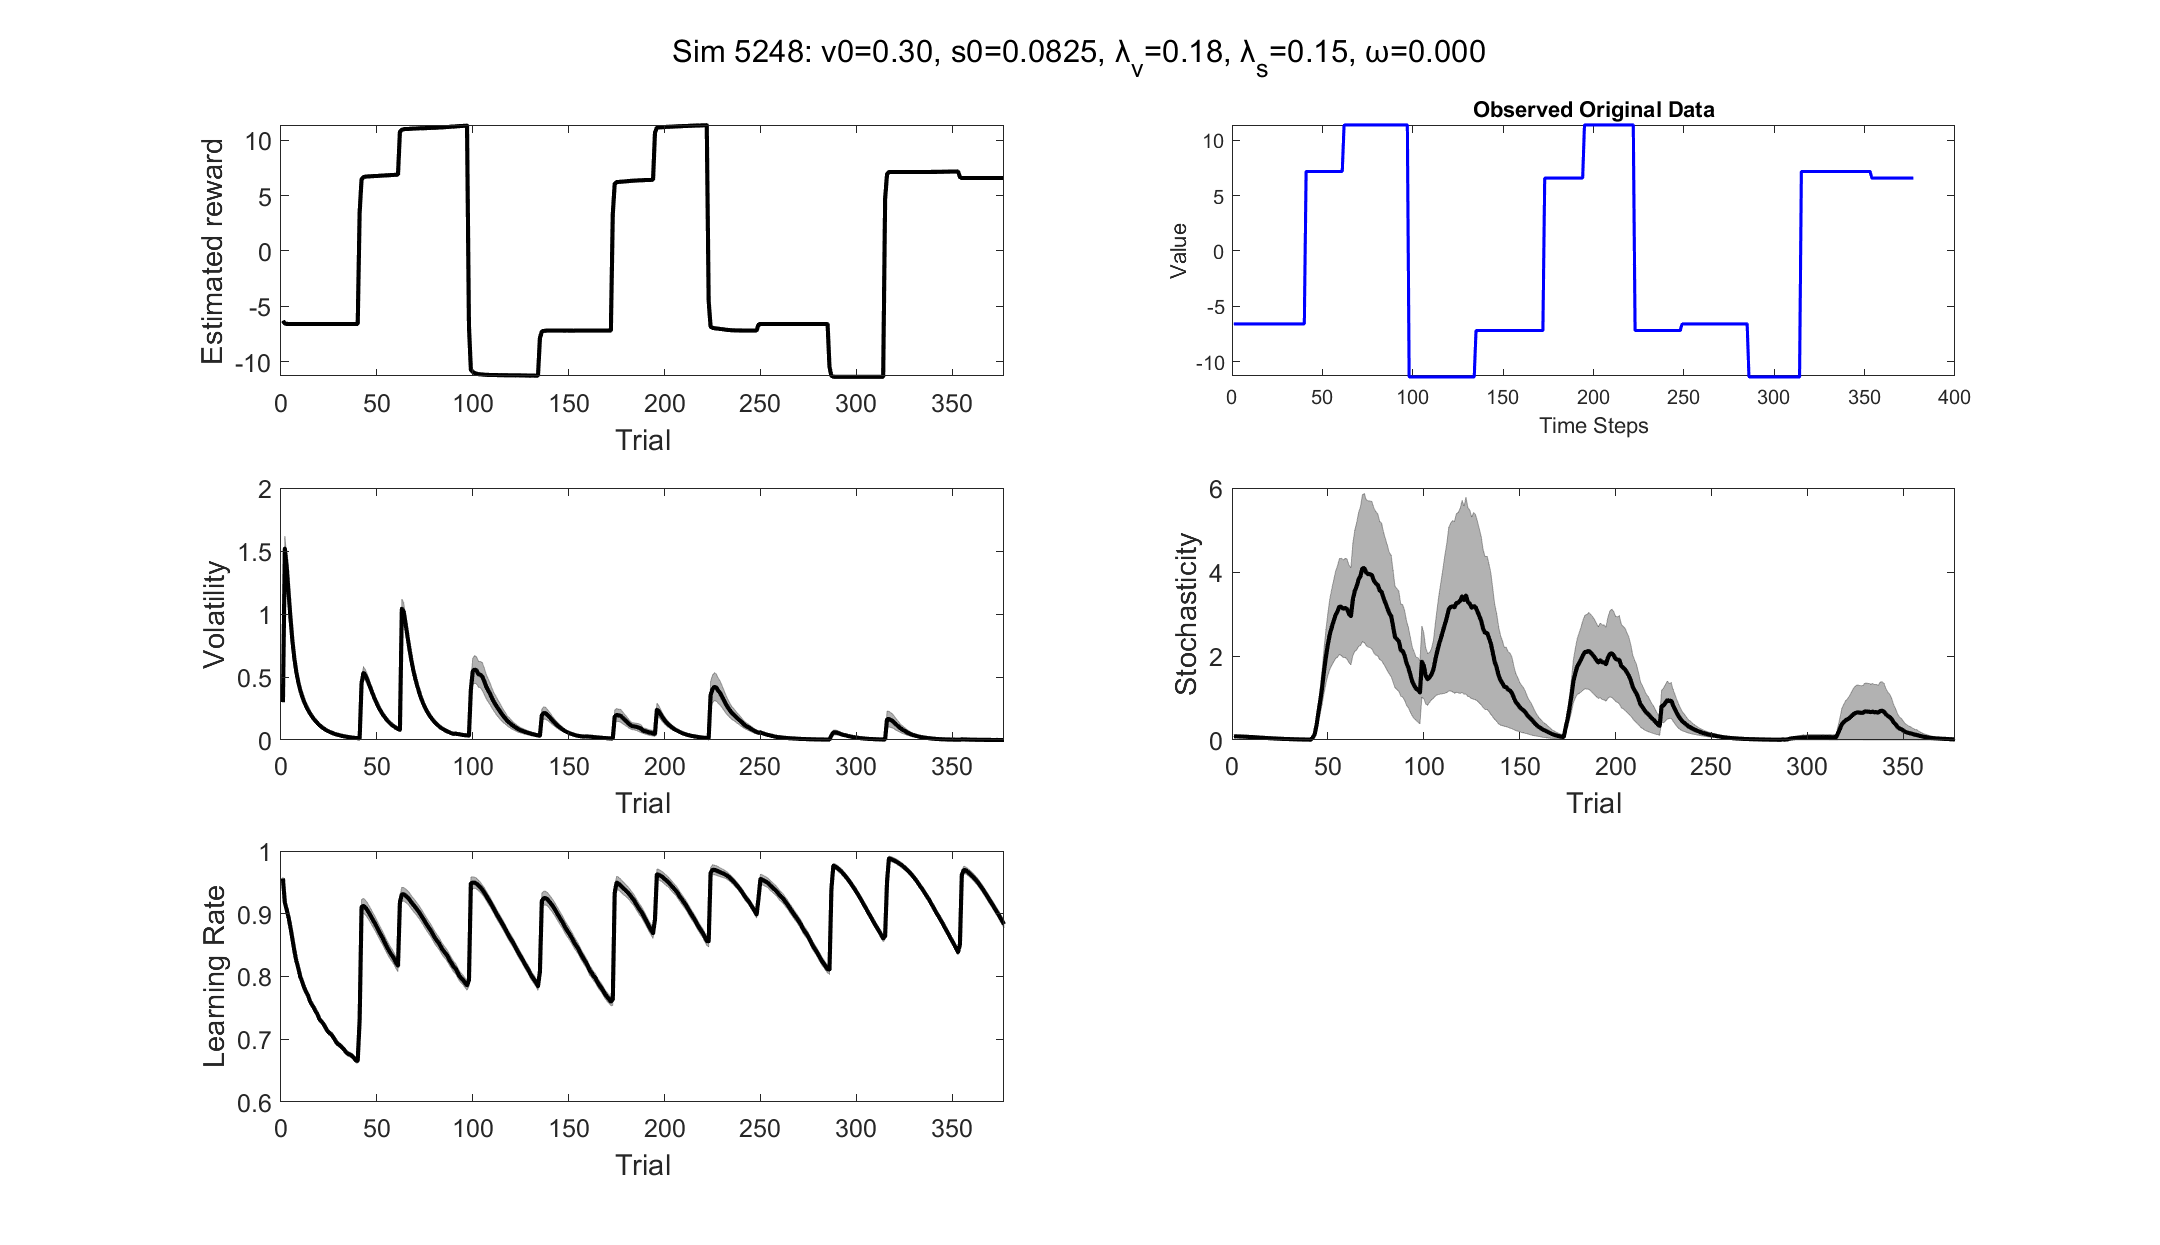 Sim 5248: v0=0.30, s0=0.0825, λ_v=0.18, λ_s=0.15, ω=0.000
Estimated reward
10
5
0
-5
-10
0 50 100 150 200 250 300 350
Trial
Observed Original Data
Value
10
5
0
-5
-10
0 50 100 150 200 250 300 350 400
Time Steps
Volatility
2
1.5
1
0.5
0
0 50 100 150 200 250 300 350
Trial
Stochasticity
6
4
2
0
0 50 100 150 200 250 300 350
Trial
Learning Rate
1
0.9
0.8
0.7
0.6
0 50 100 150 200 250 300 350
Trial